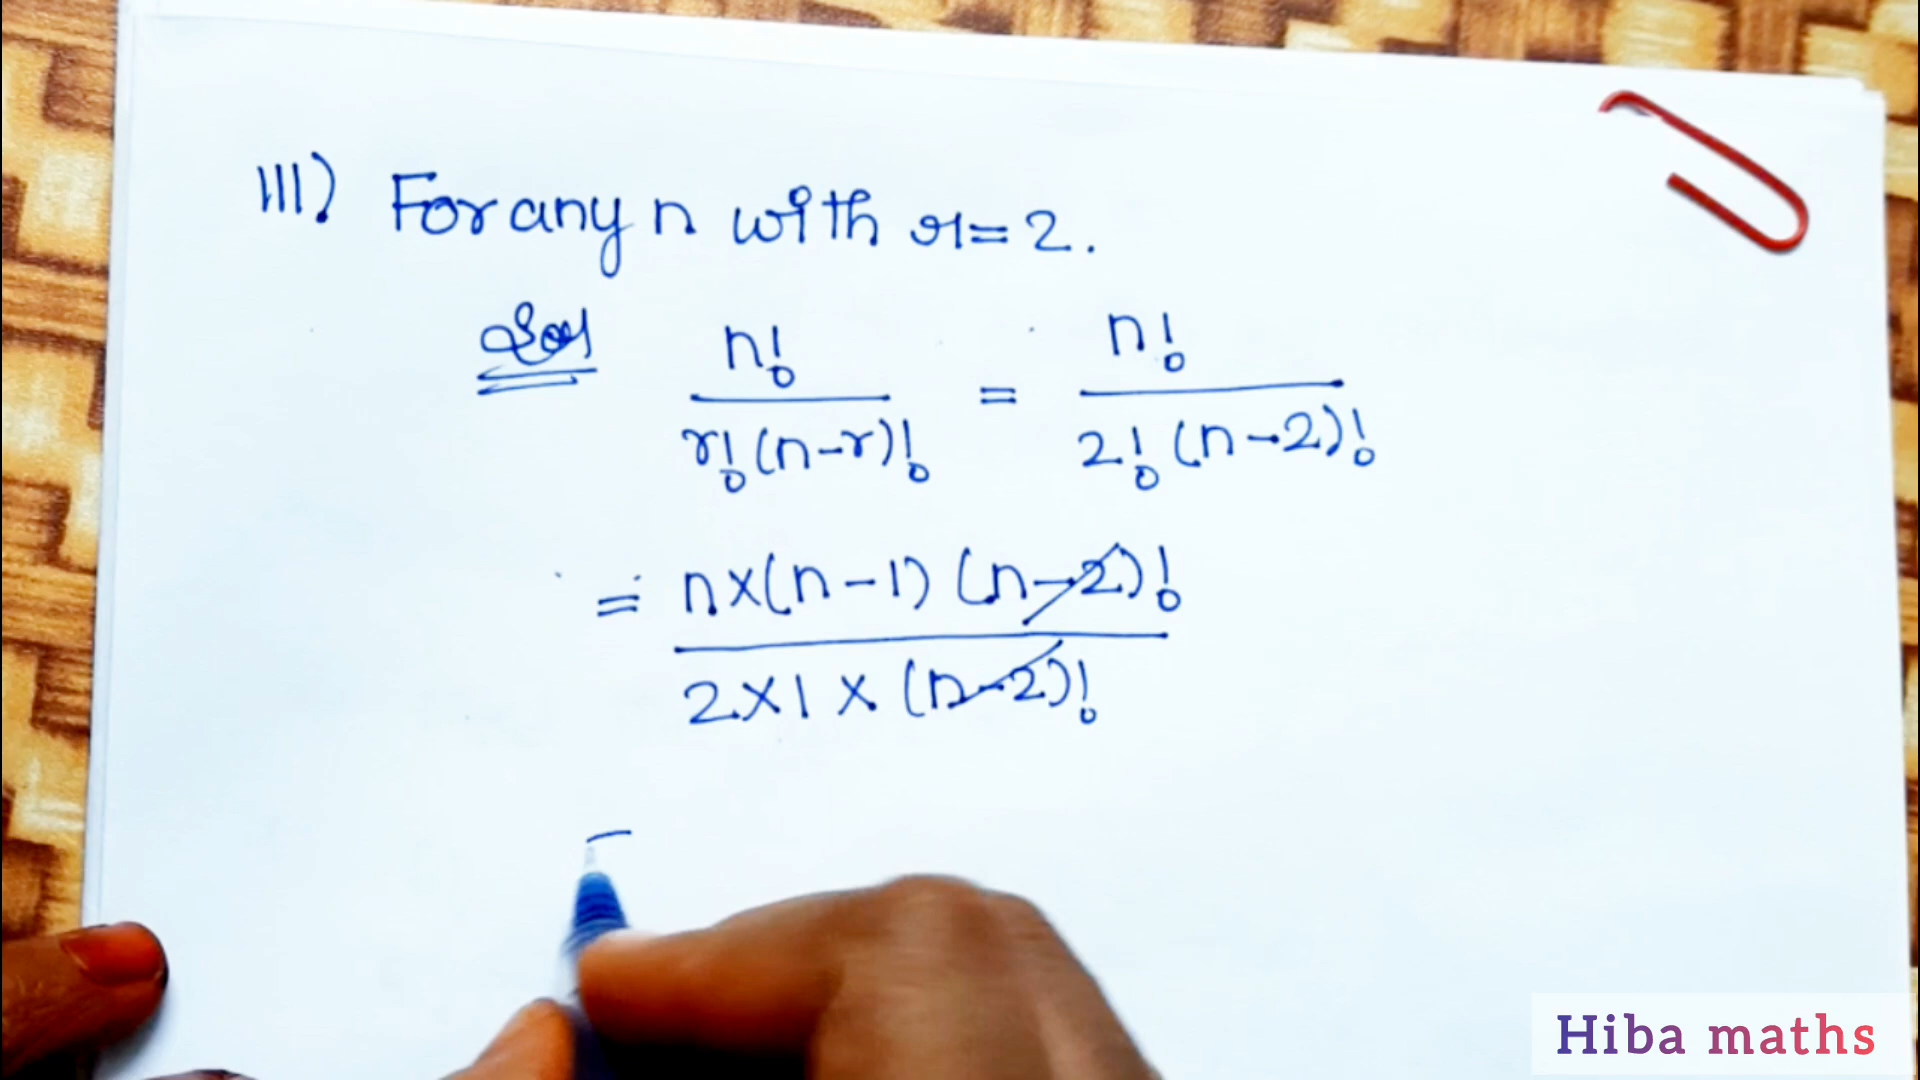 III) For any n with r=2.
Sol n!/r!(n-r)! = n!/2!(n-2)!
= n×(n-1)(n-2)!/2×1×(n-2)!
Hiba maths